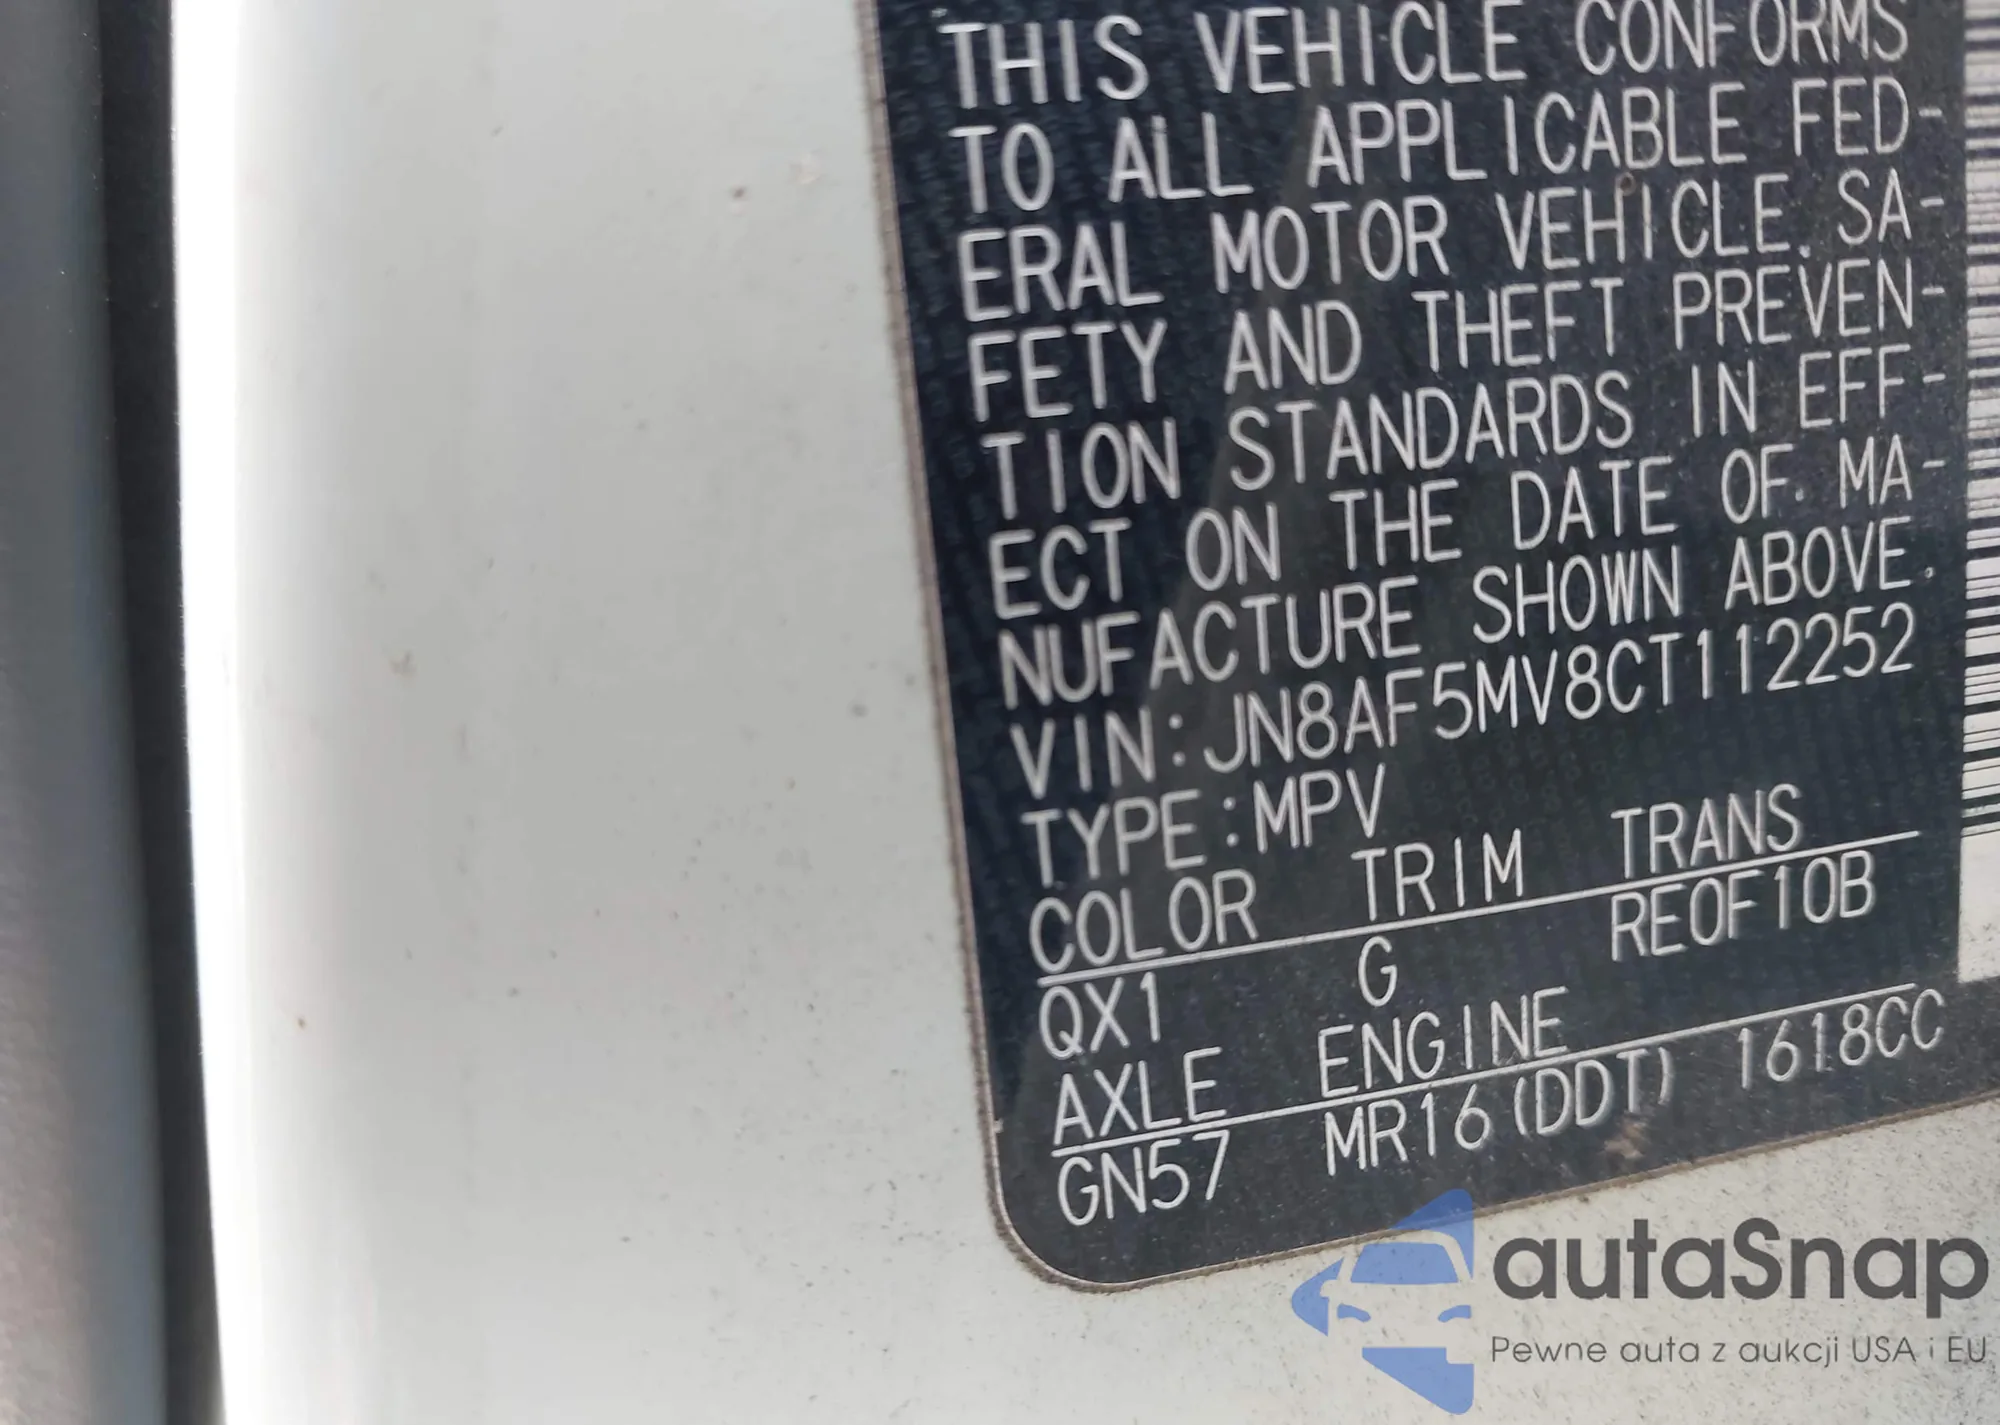 THIS VEHICLE CONFORMS
TO ALL APPLICABLE FED-
ERAL MOTOR VEHICLE SA-
FETY AND THEFT PREVEN-
TION STANDARDS IN EFF-
ECT ON THE DATE OF MA-
NUFACTURE SHOWN ABOVE.
VIN:JN8AF5MV8CT112252
TYPE:MPV
COLOR TRIM TRANS
QX1 G RE0F10B
AXLE ENGINE
GN57 MR16(DDT) 1618CC
autaSnap
Pewne auta z aukcji USA i EU